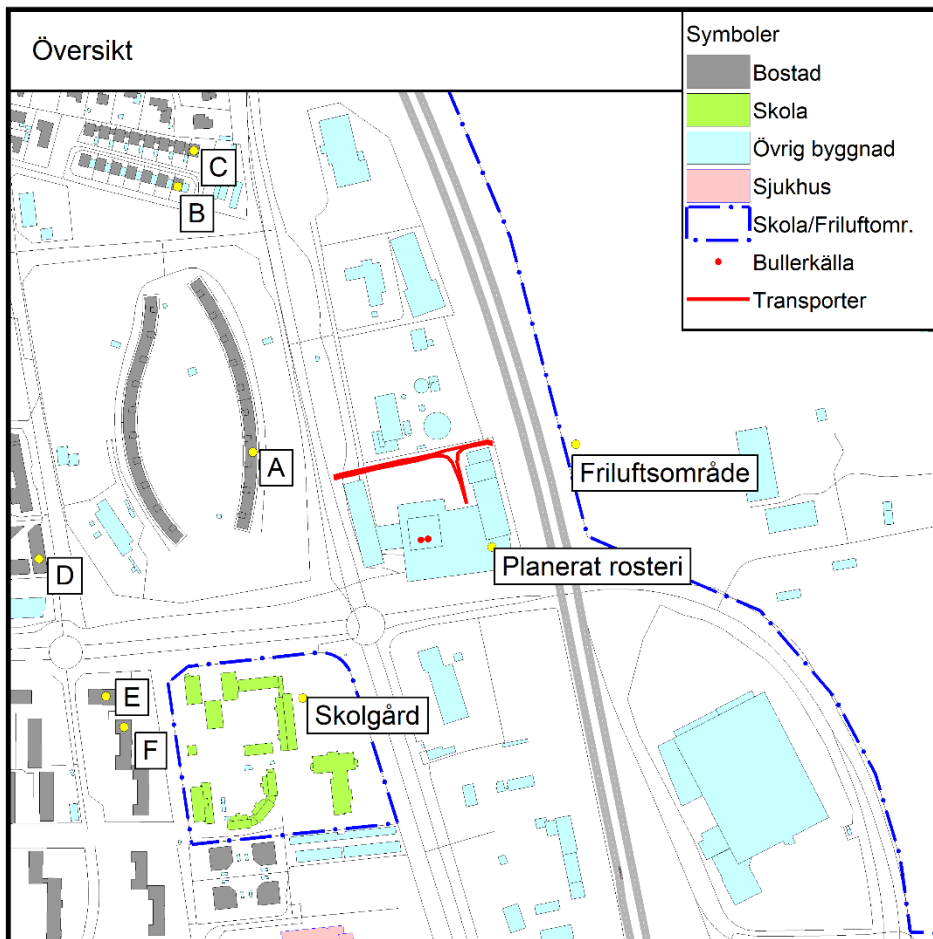 Översikt
Symboler
Bostad
Skola
Övrig byggnad
Sjukhus
Skola/Friluftomr.
Bullerkälla
Transporter
C
B
A
Friluftsområde
Planerat rosteri
D
E
Skolgård
F